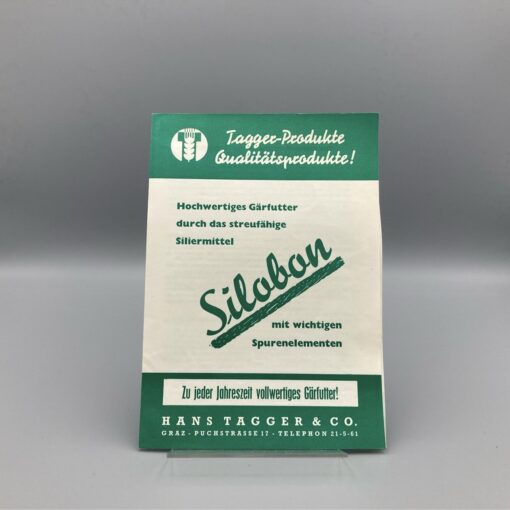 Tagger-Produkte
Qualitätsprodukte!
Hochwertiges Gärfutter
durch das streufähige
Siliermittel
Silobon
mit wichtigen
Spurenelementen
Zu jeder Jahreszeit vollwertiges Gärfutter!
HANS TAGGER & CO.
GRAZ - PUCHSTRASSE 17 - TELEPHON 21-5-61